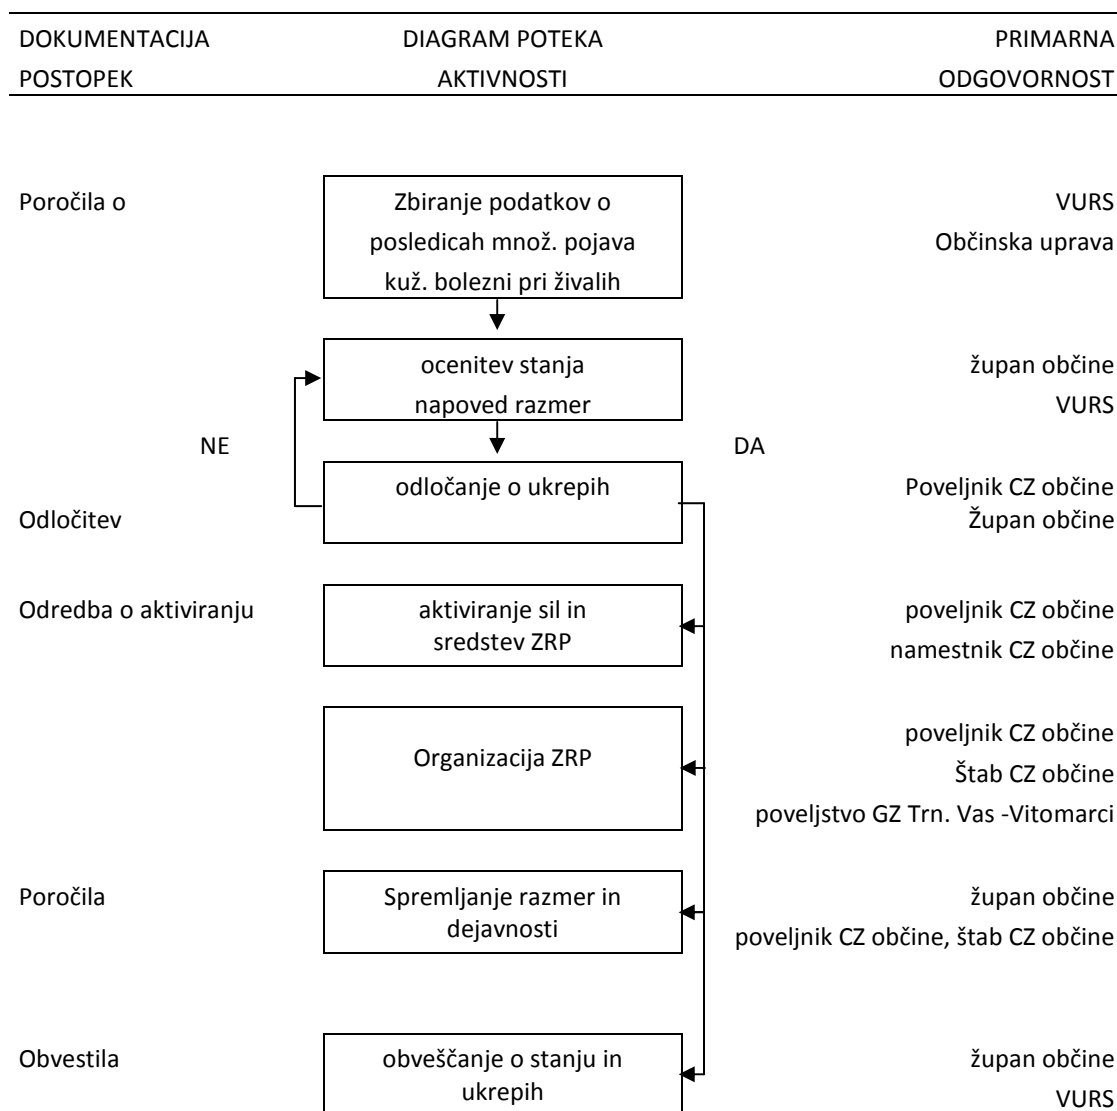 DOKUMENTACIJA DIAGRAM POTEKA PRIMARNA
POSTOPEK AKTIVNOSTI ODGOVORNOST
Poročila o Zbiranje podatkov o VURS
posledicah množ. pojava Občinska uprava
kuž. bolezni pri živalih
ocenitev stanja župan občine
napoved razmer VURS
NE DA
odločanje o ukrepih Poveljnik CZ občine
Odločitev Župan občine
Odredba o aktiviranju aktiviranje sil in poveljnik CZ občine
sredstev ZRP
namestnik CZ občine
poveljnik CZ občine
Organizacija ZRP
Štab CZ občine
poveljstvo GZ Trn. Vas -Vitomarci
Poročila Spremljanje razmer in župan občine
dejavnosti
poveljnik CZ občine, štab CZ občine
Obvestila obveščanje o stanju in župan občine
ukrepih
VURS